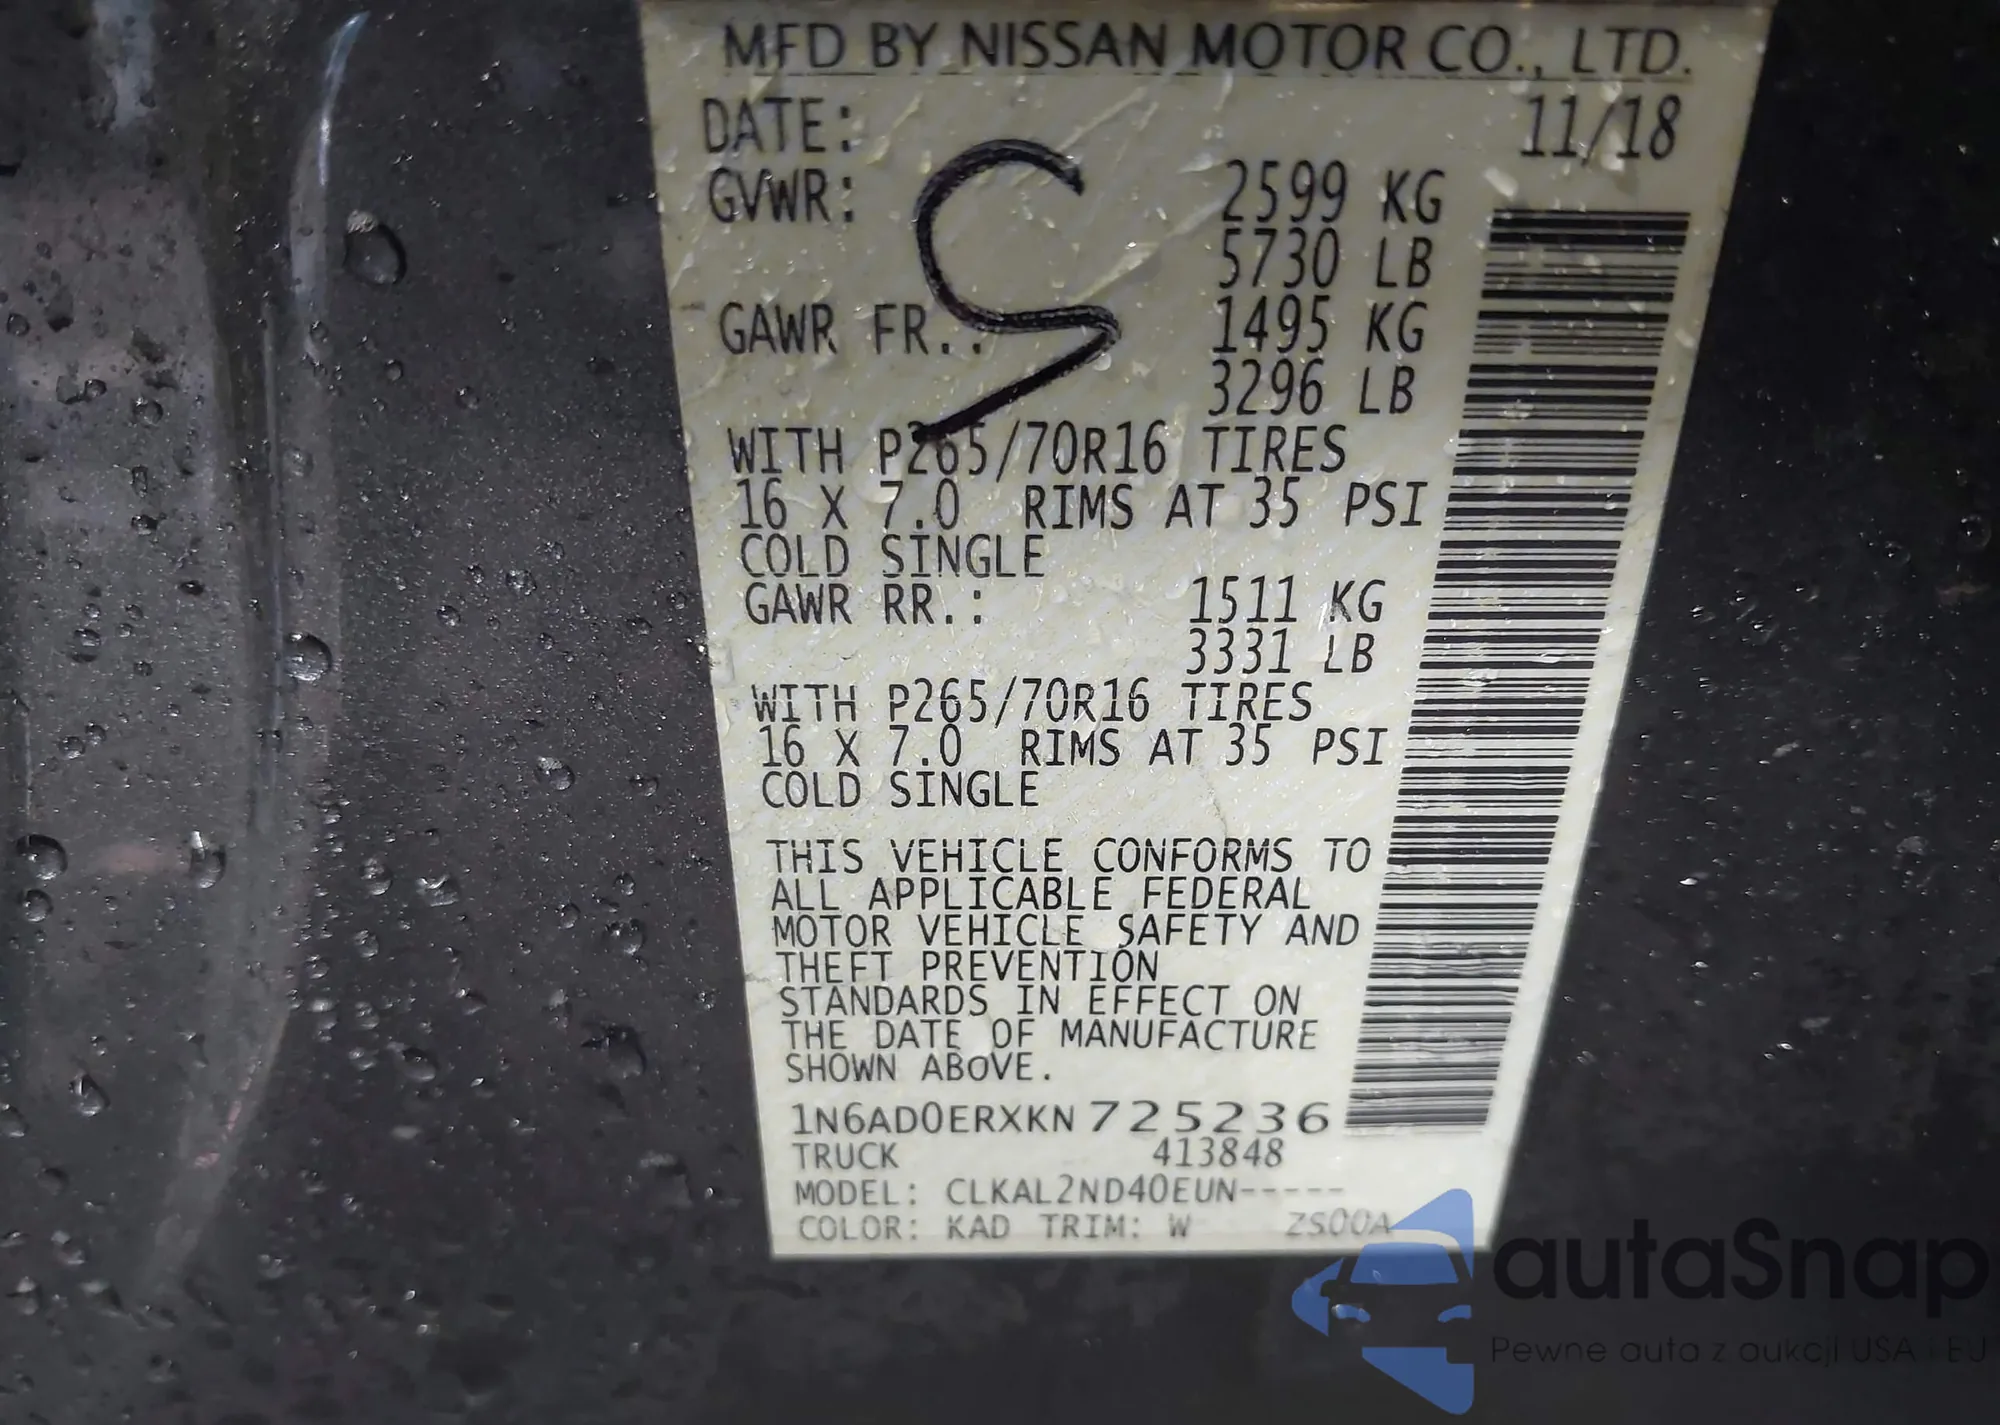 MFD BY NISSAN MOTOR CO., LTD.
DATE: 11/18
GVWR: 2599 KG
5730 LB
GAWR FR.: 1495 KG
3296 LB
WITH P265/70R16 TIRES
16 X 7.0 RIMS AT 35 PSI
COLD SINGLE
GAWR RR.: 1511 KG
3331 LB
WITH P265/70R16 TIRES
16 X 7.0 RIMS AT 35 PSI
COLD SINGLE
THIS VEHICLE CONFORMS TO
ALL APPLICABLE FEDERAL
MOTOR VEHICLE SAFETY AND
THEFT PREVENTION
STANDARDS IN EFFECT ON
THE DATE OF MANUFACTURE
SHOWN ABOVE.
1N6AD0ERXKN725236
TRUCK 413848
MODEL: CLKAL2ND40EUN-----
COLOR: KAD TRIM: W ZS00A
autaSnap
Pewne auta z aukcji USA i EU